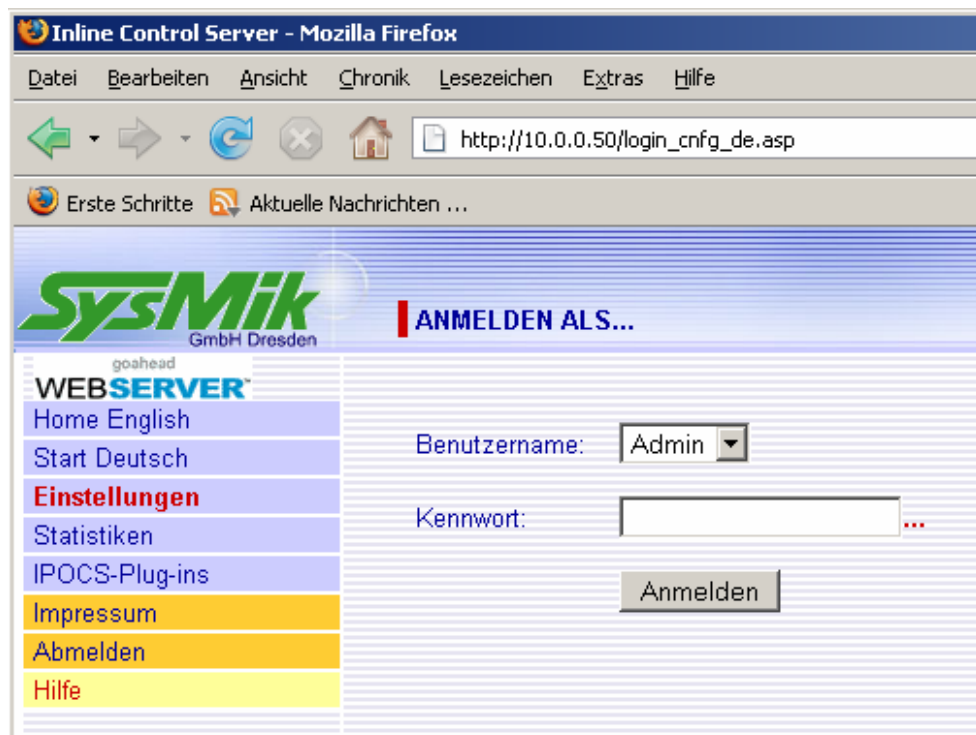 Inline Control Server - Mozilla Firefox
Datei Bearbeiten Ansicht Chronik Lesezeichen Extras Hilfe
http://10.0.0.50/login_cnfg_de.asp
Erste Schritte Aktuelle Nachrichten ...
SysMik
GmbH Dresden
ANMELDEN ALS...
goahead
WEBSERVER™
Home English
Start Deutsch
Einstellungen
Statistiken
IPOCS-Plug-ins
Impressum
Abmelden
Hilfe
Benutzername: Admin
Kennwort: ...
Anmelden